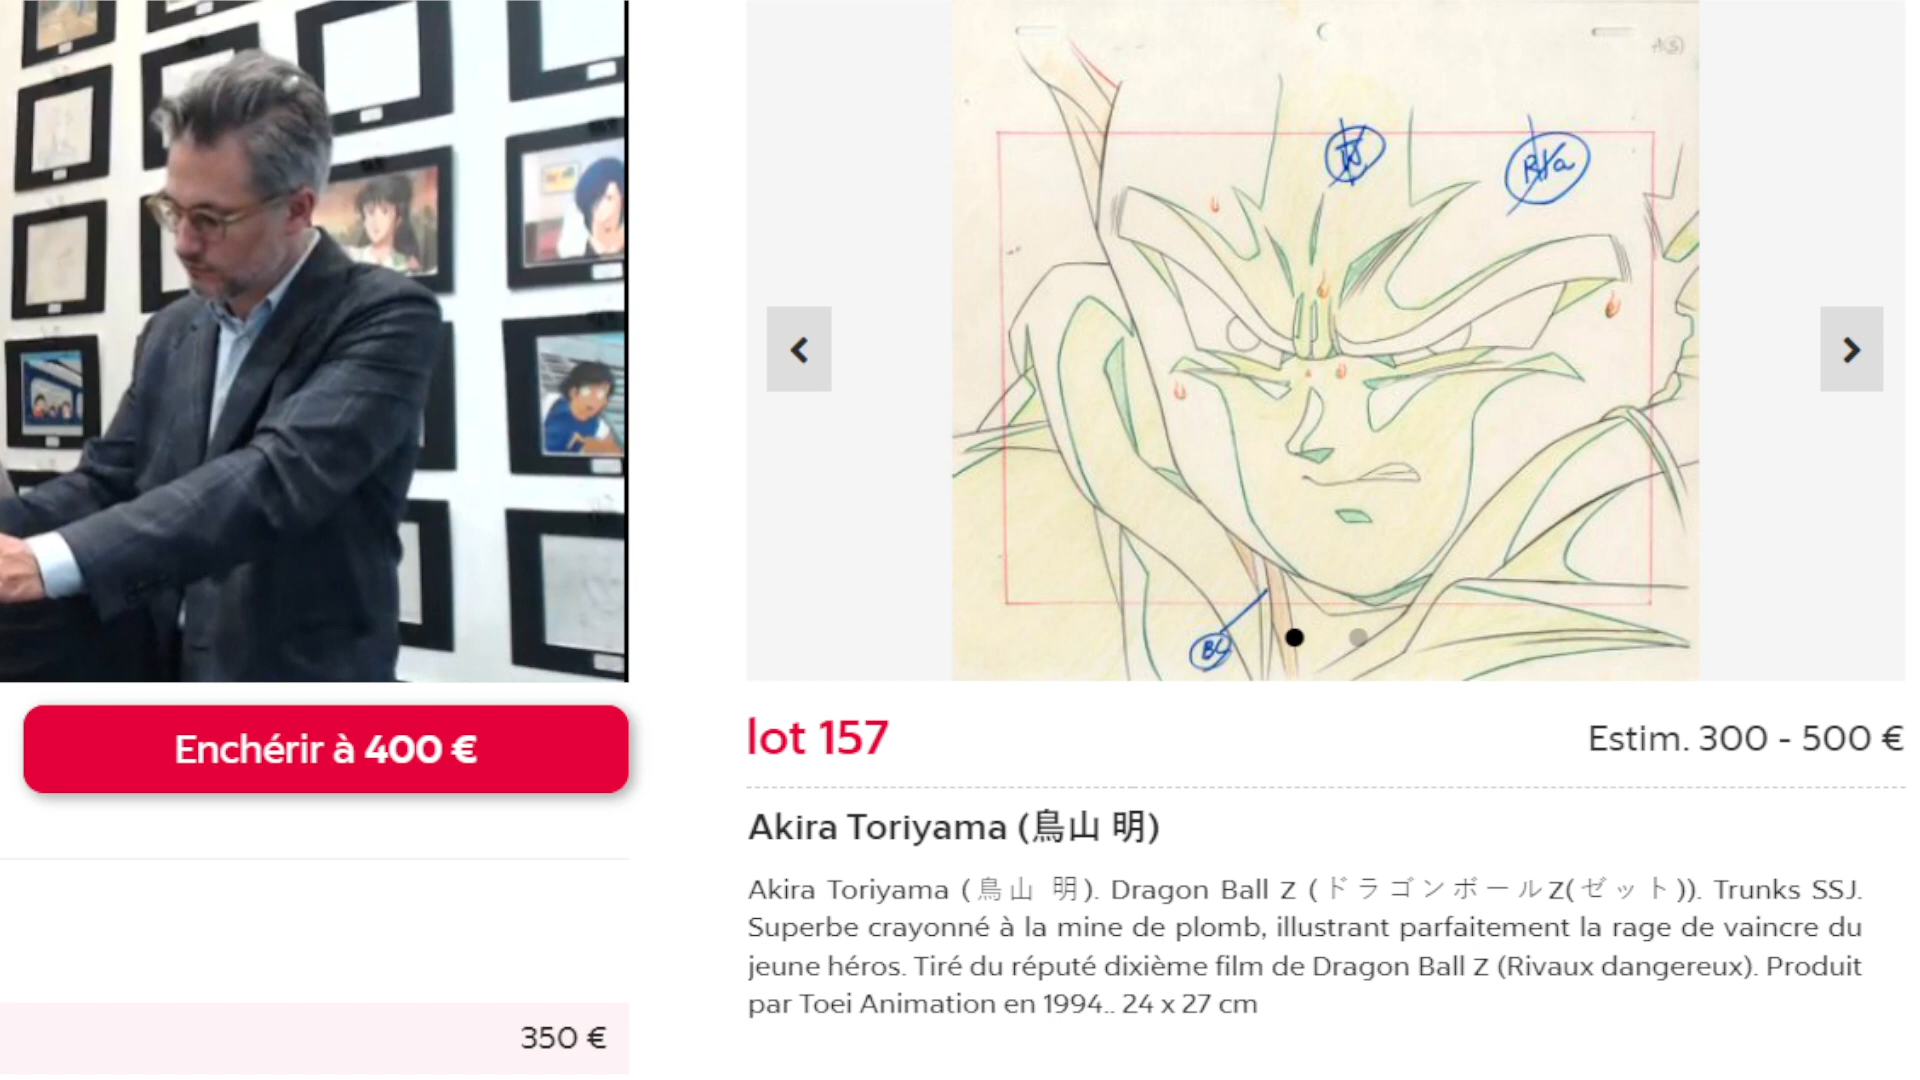 Enchérir à 400 €
350 €
BL
lot 157
Estim. 300 - 500 €
Akira Toriyama (鳥山 明)
Akira Toriyama (鳥山 明). Dragon Ball Z (ドラゴンボールZ(ゼット)). Trunks SSJ.
Superbe crayonné à la mine de plomb, illustrant parfaitement la rage de vaincre du
jeune héros. Tiré du réputé dixième film de Dragon Ball Z (Rivaux dangereux). Produit
par Toei Animation en 1994.. 24 x 27 cm